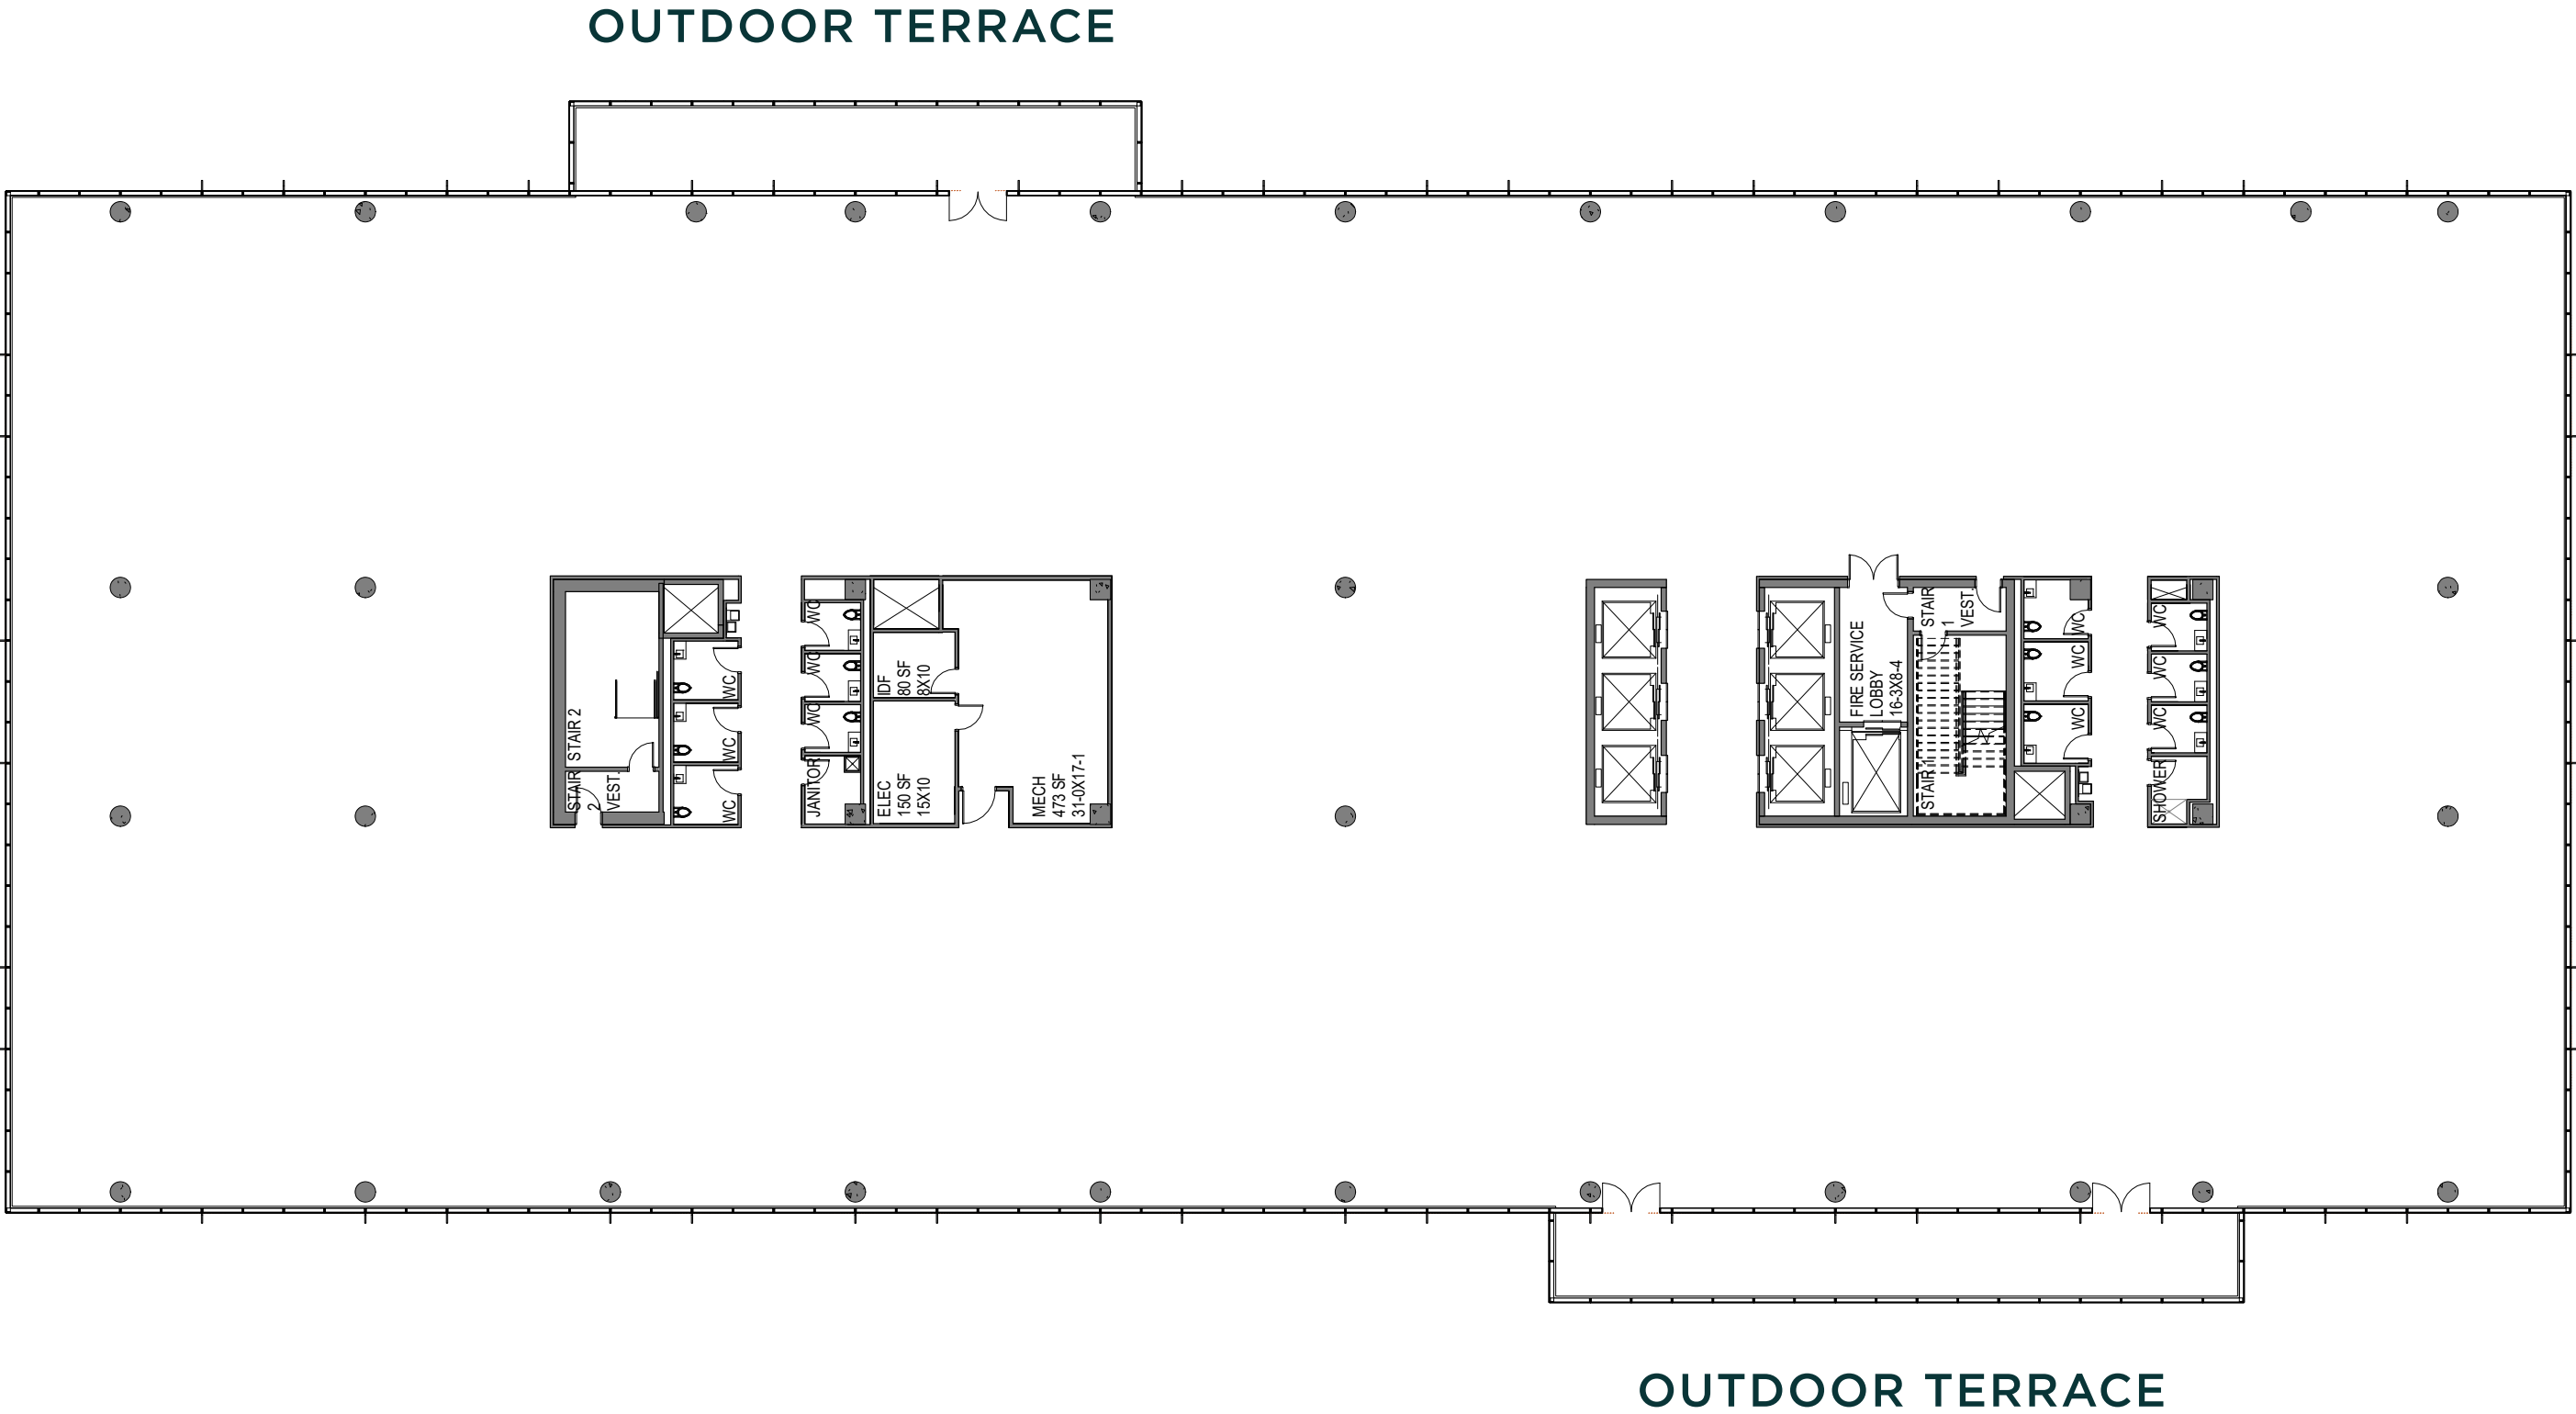 OUTDOOR TERRACE
STAIR 2
STAIR
2
VEST.
WC
WC
WC
WC
WC
WC
JANITOR
IDF
80 SF
8X10
ELEC
150 SF
15X10
MECH
473 SF
31-0X17-1
FIRE SERVICE
LOBBY
16-3X8-4
STAIR
1
VEST.
STAIR 1
WC
WC
WC
WC
WC
WC
SHOWER
OUTDOOR TERRACE